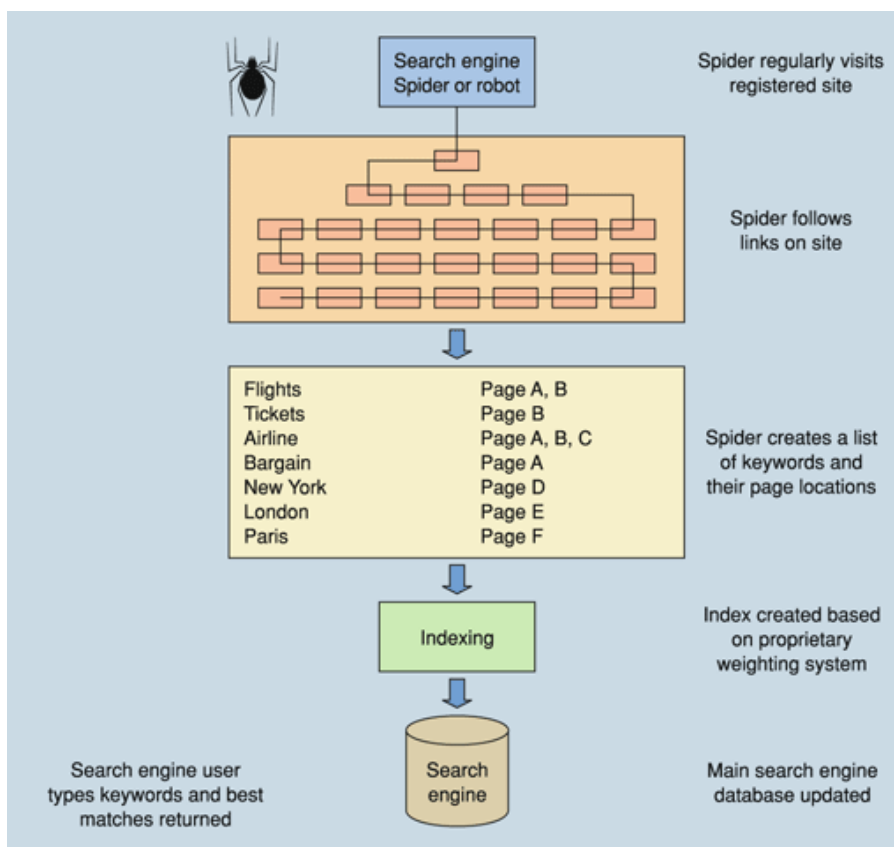 Search engine
Spider or robot
Spider regularly visits
registered site
Spider follows
links on site
Flights Page A, B
Tickets Page B
Airline Page A, B, C
Bargain Page A
New York Page D
London Page E
Paris Page F
Spider creates a list
of keywords and
their page locations
Indexing
Index created based
on proprietary
weighting system
Search engine user
types keywords and best
matches returned
Search
engine
Main search engine
database updated